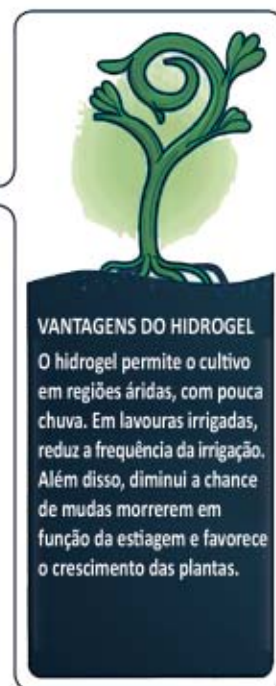 VANTAGENS DO HIDROGEL
O hidrogel permite o cultivo
em regiões áridas, com pouca
chuva. Em lavouras irrigadas,
reduz a frequência da irrigação.
Além disso, diminui a chance
de mudas morrerem em
função da estiagem e favorece
o crescimento das plantas.